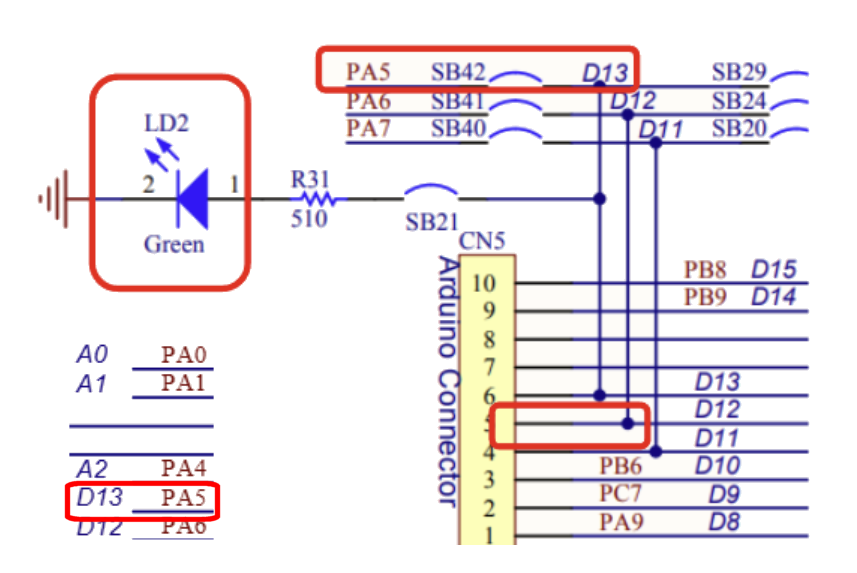 PA5 SB42 D13 SB29
PA6 SB41 D12 SB24
PA7 SB40 D11 SB20
LD2
2 1
Green
R31
510
SB21
CN5
Arduino Connector
10 PB8 D15
9 PB9 D14
8
7
6 D13
5 D12
4 D11
3 PB6 D10
2 PC7 D9
1 PA9 D8
A0 PA0
A1 PA1
A2 PA4
D13 PA5
D12 PA6